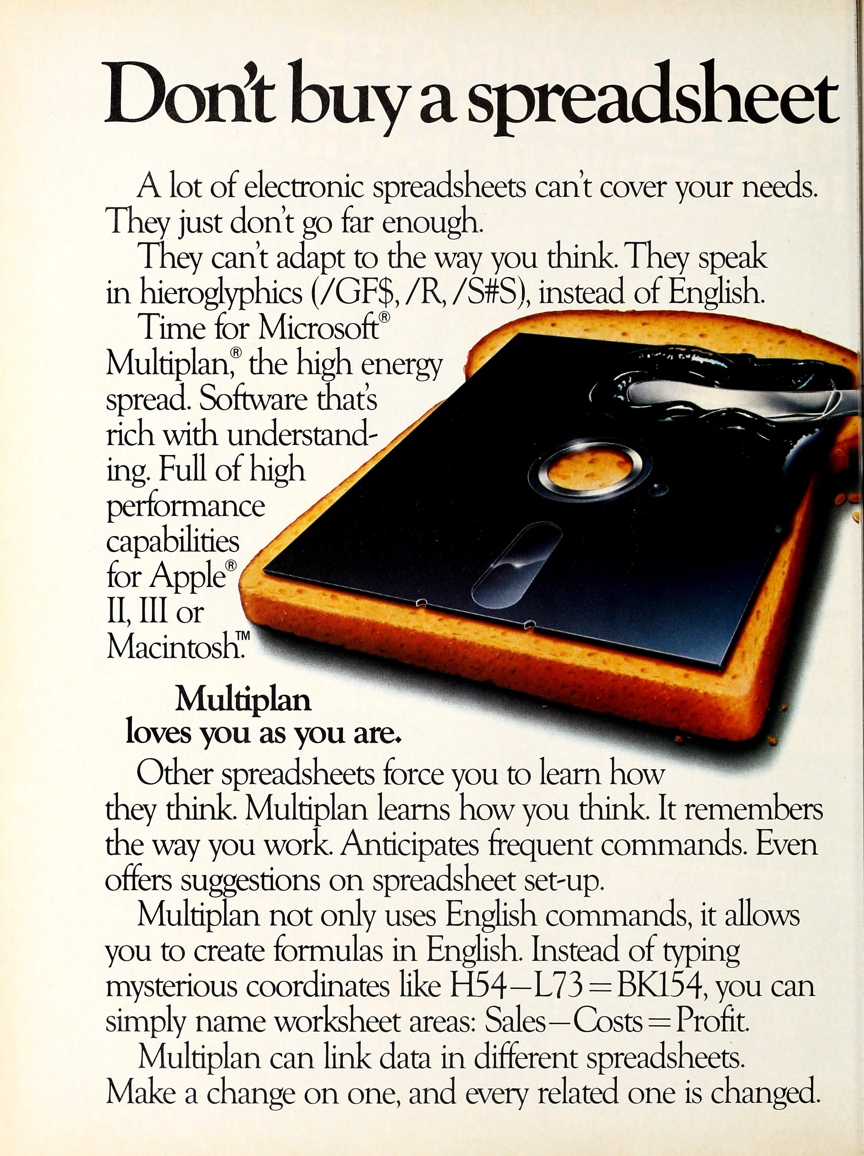 Don't buy a spreadsheet
A lot of electronic spreadsheets can't cover your needs.
They just don't go far enough.
They can't adapt to the way you think. They speak
in hieroglyphics (/GF$, /R, /S#S), instead of English.
Time for Microsoft®
Multiplan,® the high energy
spread. Software that's
rich with understand-
ing. Full of high
performance
capabilities
for Apple®
II, III or
Macintosh.™
Multiplan
loves you as you are.
Other spreadsheets force you to learn how
they think. Multiplan learns how you think. It remembers
the way you work. Anticipates frequent commands. Even
offers suggestions on spreadsheet set-up.
Multiplan not only uses English commands, it allows
you to create formulas in English. Instead of typing
mysterious coordinates like H54—L73=BK154, you can
simply name worksheet areas: Sales—Costs=Profit.
Multiplan can link data in different spreadsheets.
Make a change on one, and every related one is changed.